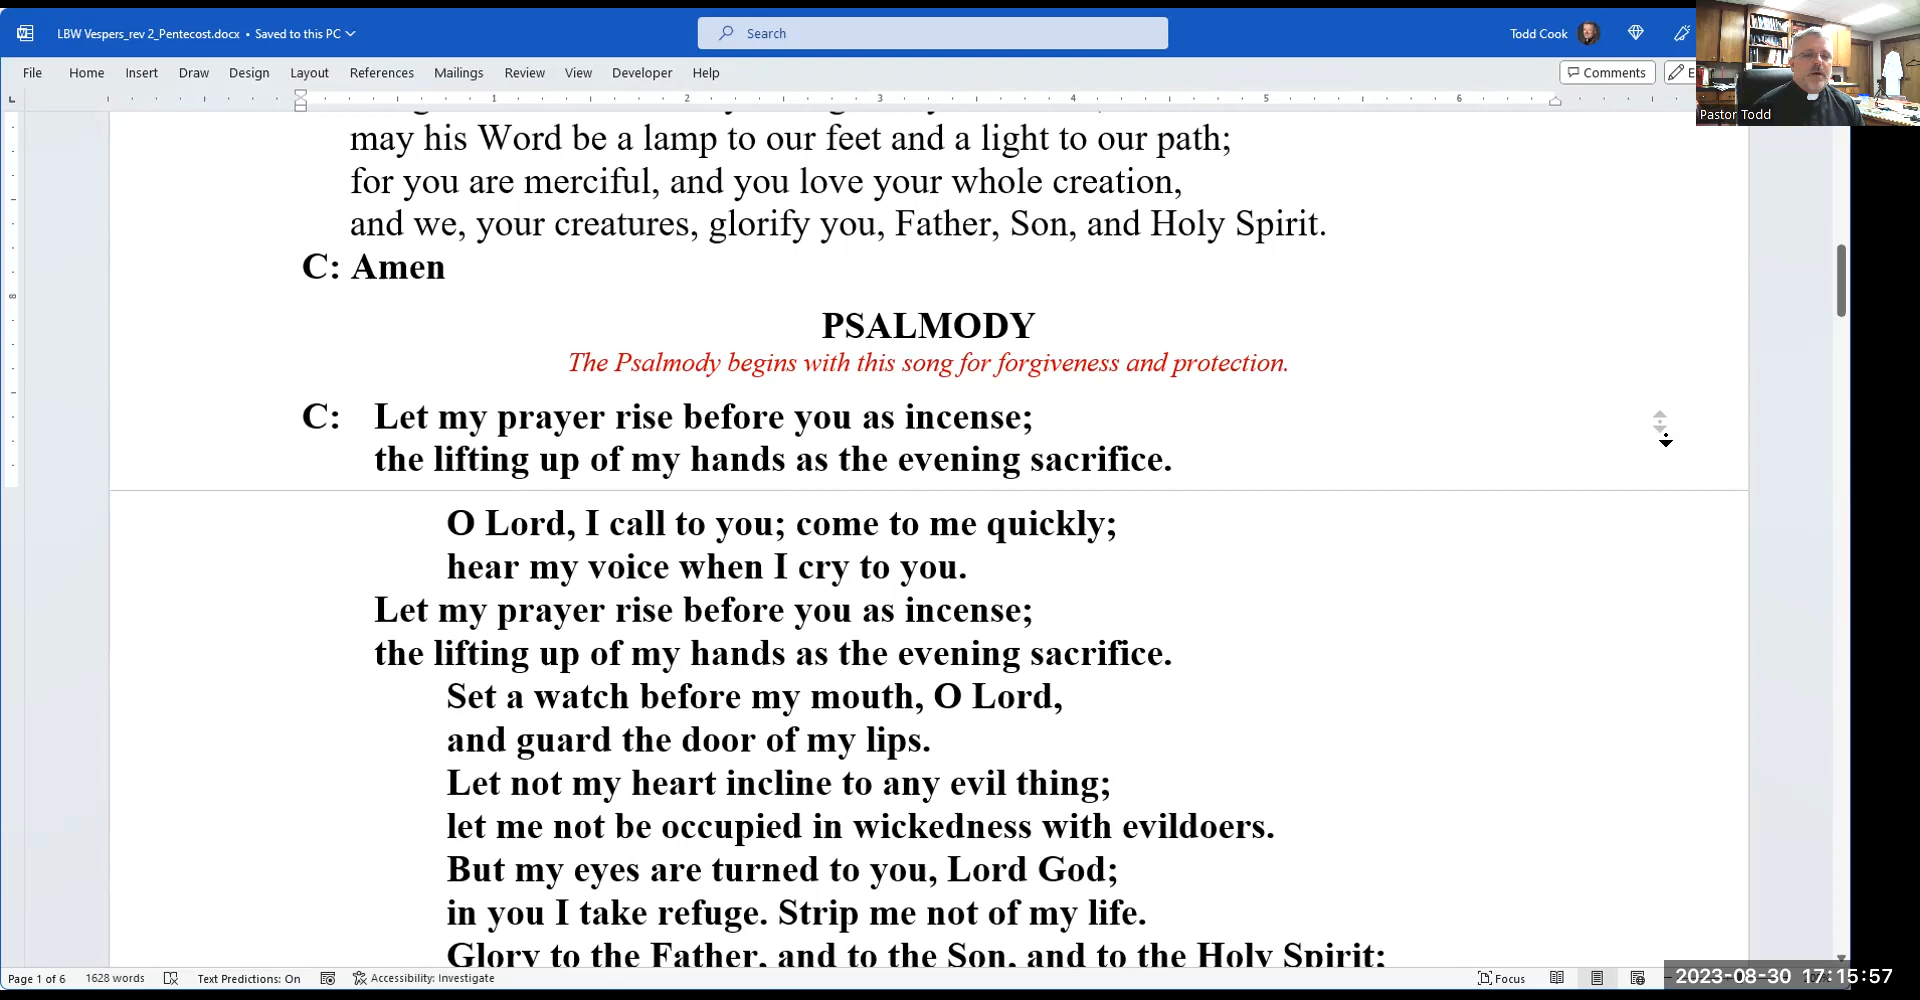 LBW Vespers_rev 2_Pentecost.docx • Saved to this PC
Search
Todd Cook
File Home Insert Draw Design Layout References Mailings Review View Developer Help
Comments
Pastor Todd
1 2 3 4 5 6
may his Word be a lamp to our feet and a light to our path;
for you are merciful, and you love your whole creation,
and we, your creatures, glorify you, Father, Son, and Holy Spirit.
C: Amen
8
PSALMODY
The Psalmody begins with this song for forgiveness and protection.
C: Let my prayer rise before you as incense;
the lifting up of my hands as the evening sacrifice.
O Lord, I call to you; come to me quickly;
hear my voice when I cry to you.
Let my prayer rise before you as incense;
the lifting up of my hands as the evening sacrifice.
Set a watch before my mouth, O Lord,
and guard the door of my lips.
Let not my heart incline to any evil thing;
let me not be occupied in wickedness with evildoers.
But my eyes are turned to you, Lord God;
in you I take refuge. Strip me not of my life.
Glory to the Father, and to the Son, and to the Holy Spirit;
Page 1 of 6 1628 words Text Predictions: On Accessibility: Investigate Focus
2023-08-30 17:15:57